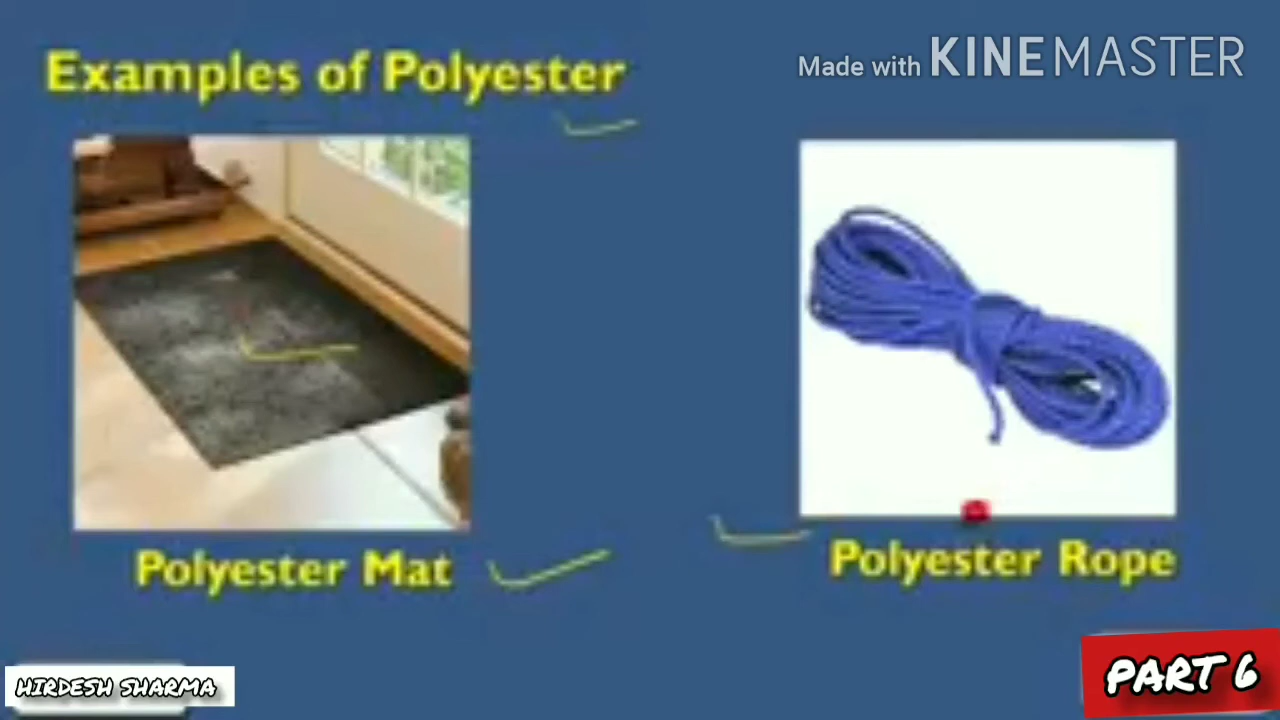 Examples of Polyester
Made with KINEMASTER
Polyester Mat
Polyester Rope
HIRDESH SHARMA
PART 6